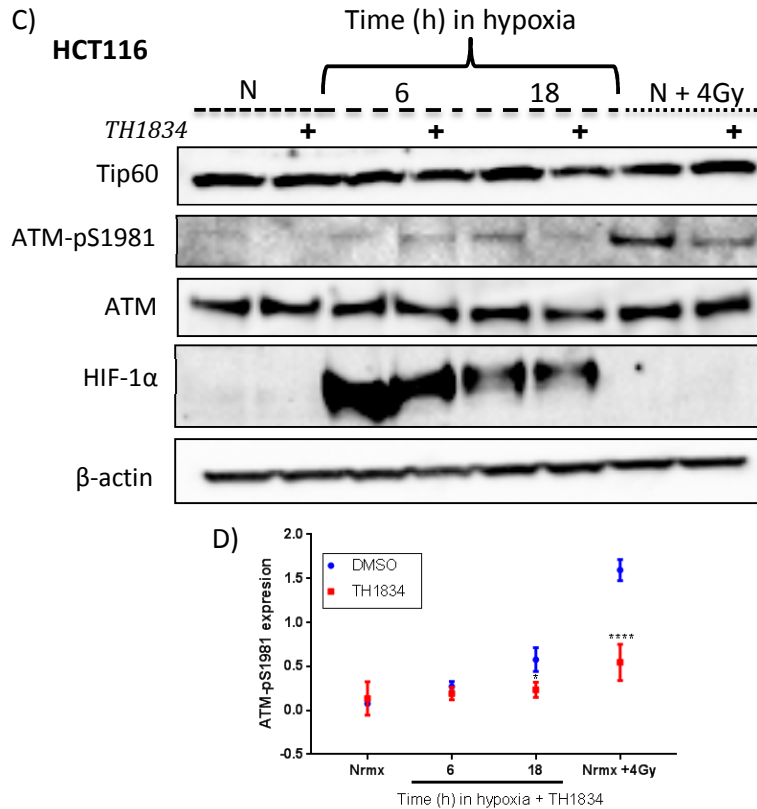 C)
Time (h) in hypoxia
HCT116
N 6 18 N + 4Gy
TH1834 + + + +
Tip60
ATM-pS1981
ATM
HIF-1α
β-actin
D)
2.0
1.5
1.0
0.5
0.0
-0.5
ATM-pS1981 expresion
DMSO
TH1834
*
****
Nrmx 6 18 Nrmx +4Gy
Time (h) in hypoxia + TH1834